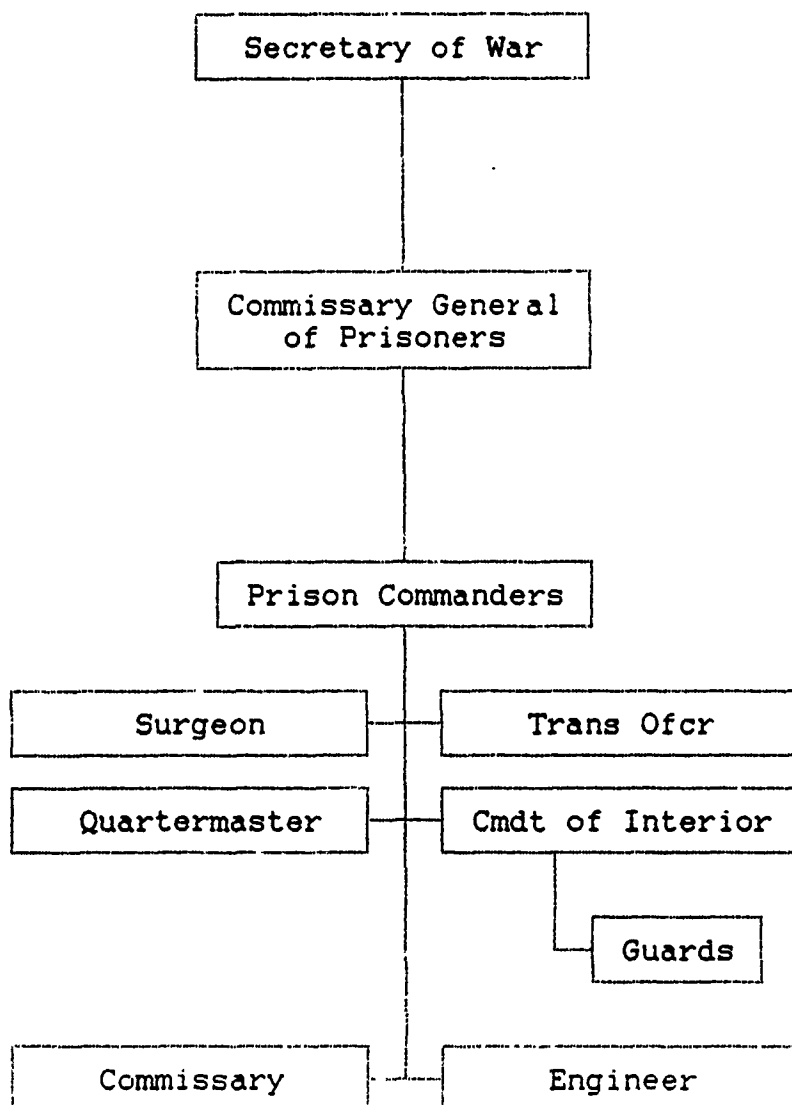 Secretary of War
Commissary General
of Prisoners
Prison Commanders
Surgeon
Trans Ofcr
Quartermaster
Cmdt of Interior
Guards
Commissary
Engineer